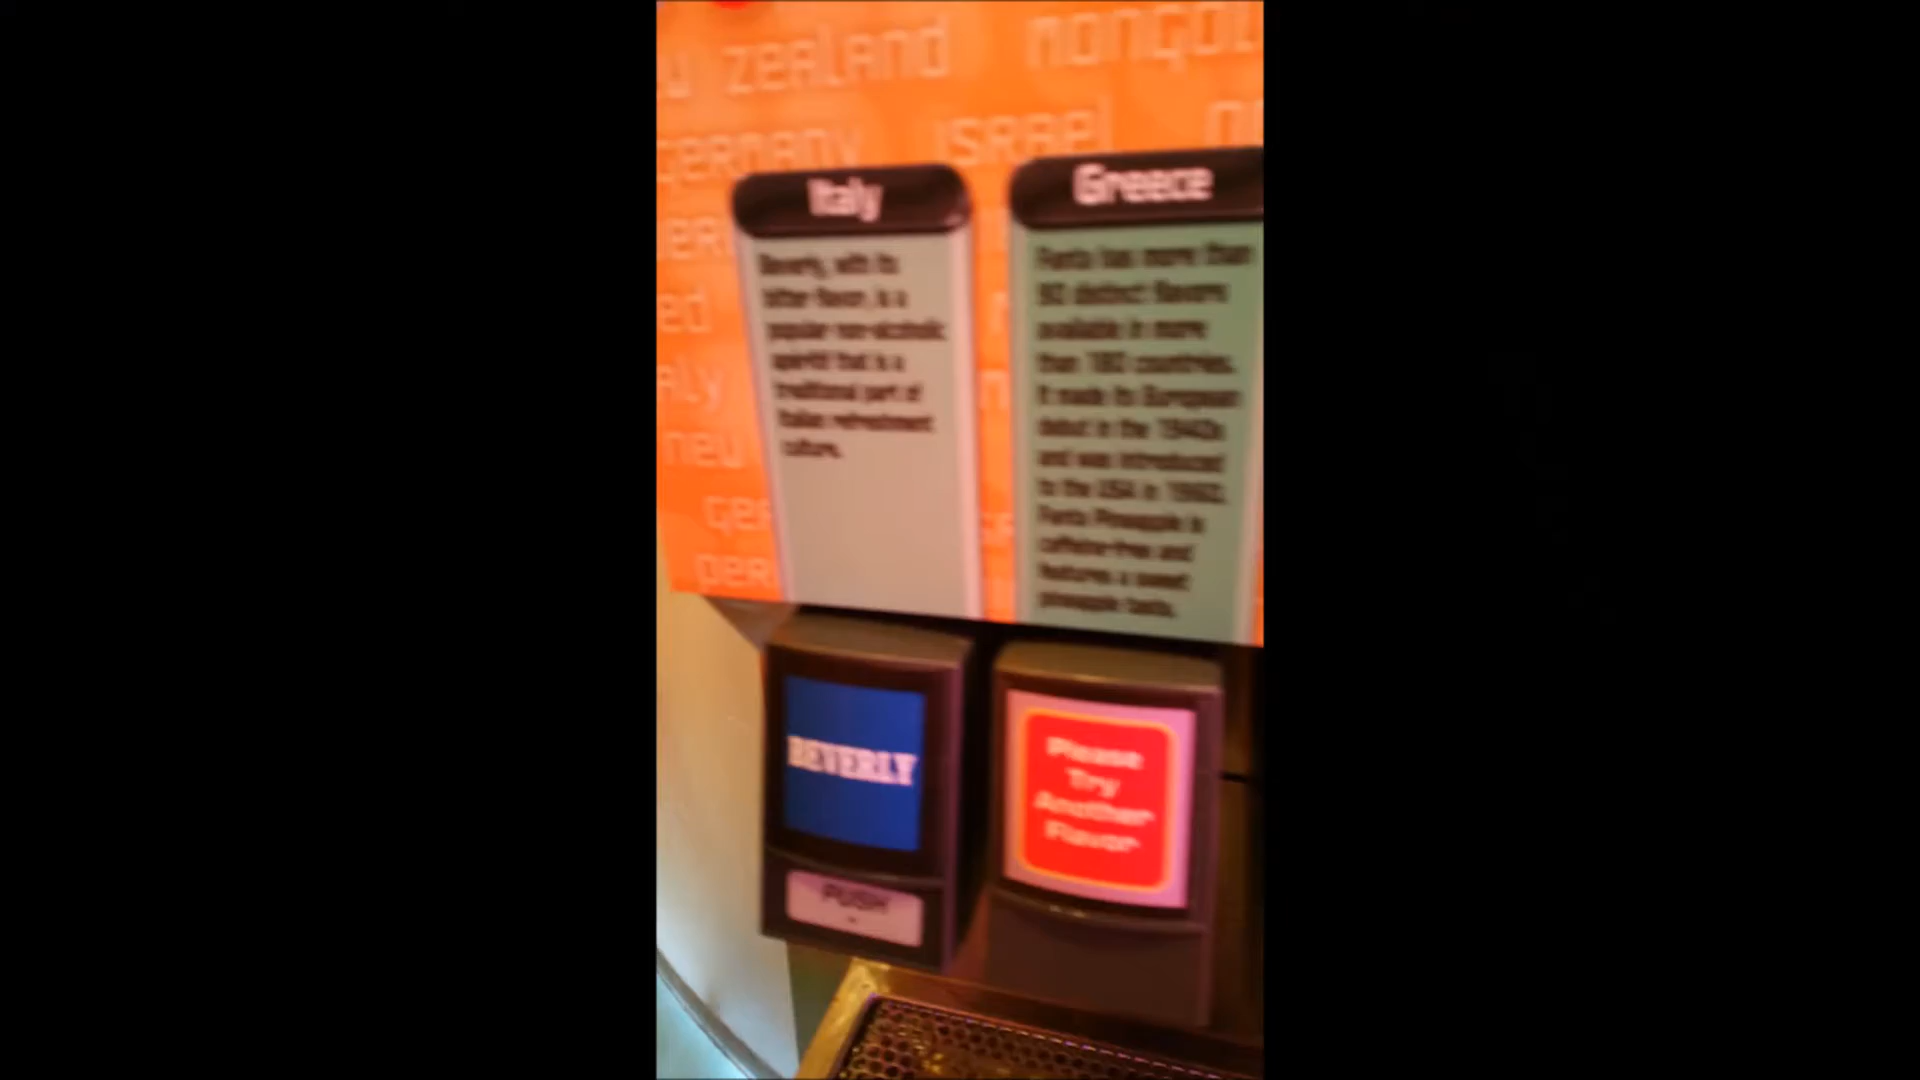 ZEALAND MONGOL
GERMANY ISRAEL
Italy
Beverly, with its
bitter flavor, is a
popular non-alcoholic
aperitif that is a
traditional part of
Italian refreshment
culture.
Greece
Fanta has more than
90 distinct flavors
available in more
than 180 countries.
It made its European
debut in the 1940s
and was introduced
to the USA in 1960.
Fanta Pineapple is
caffeine-free and
features a sweet
pineapple taste.
new
BEVERLY
PUSH
Please
Try
Another
Flavor